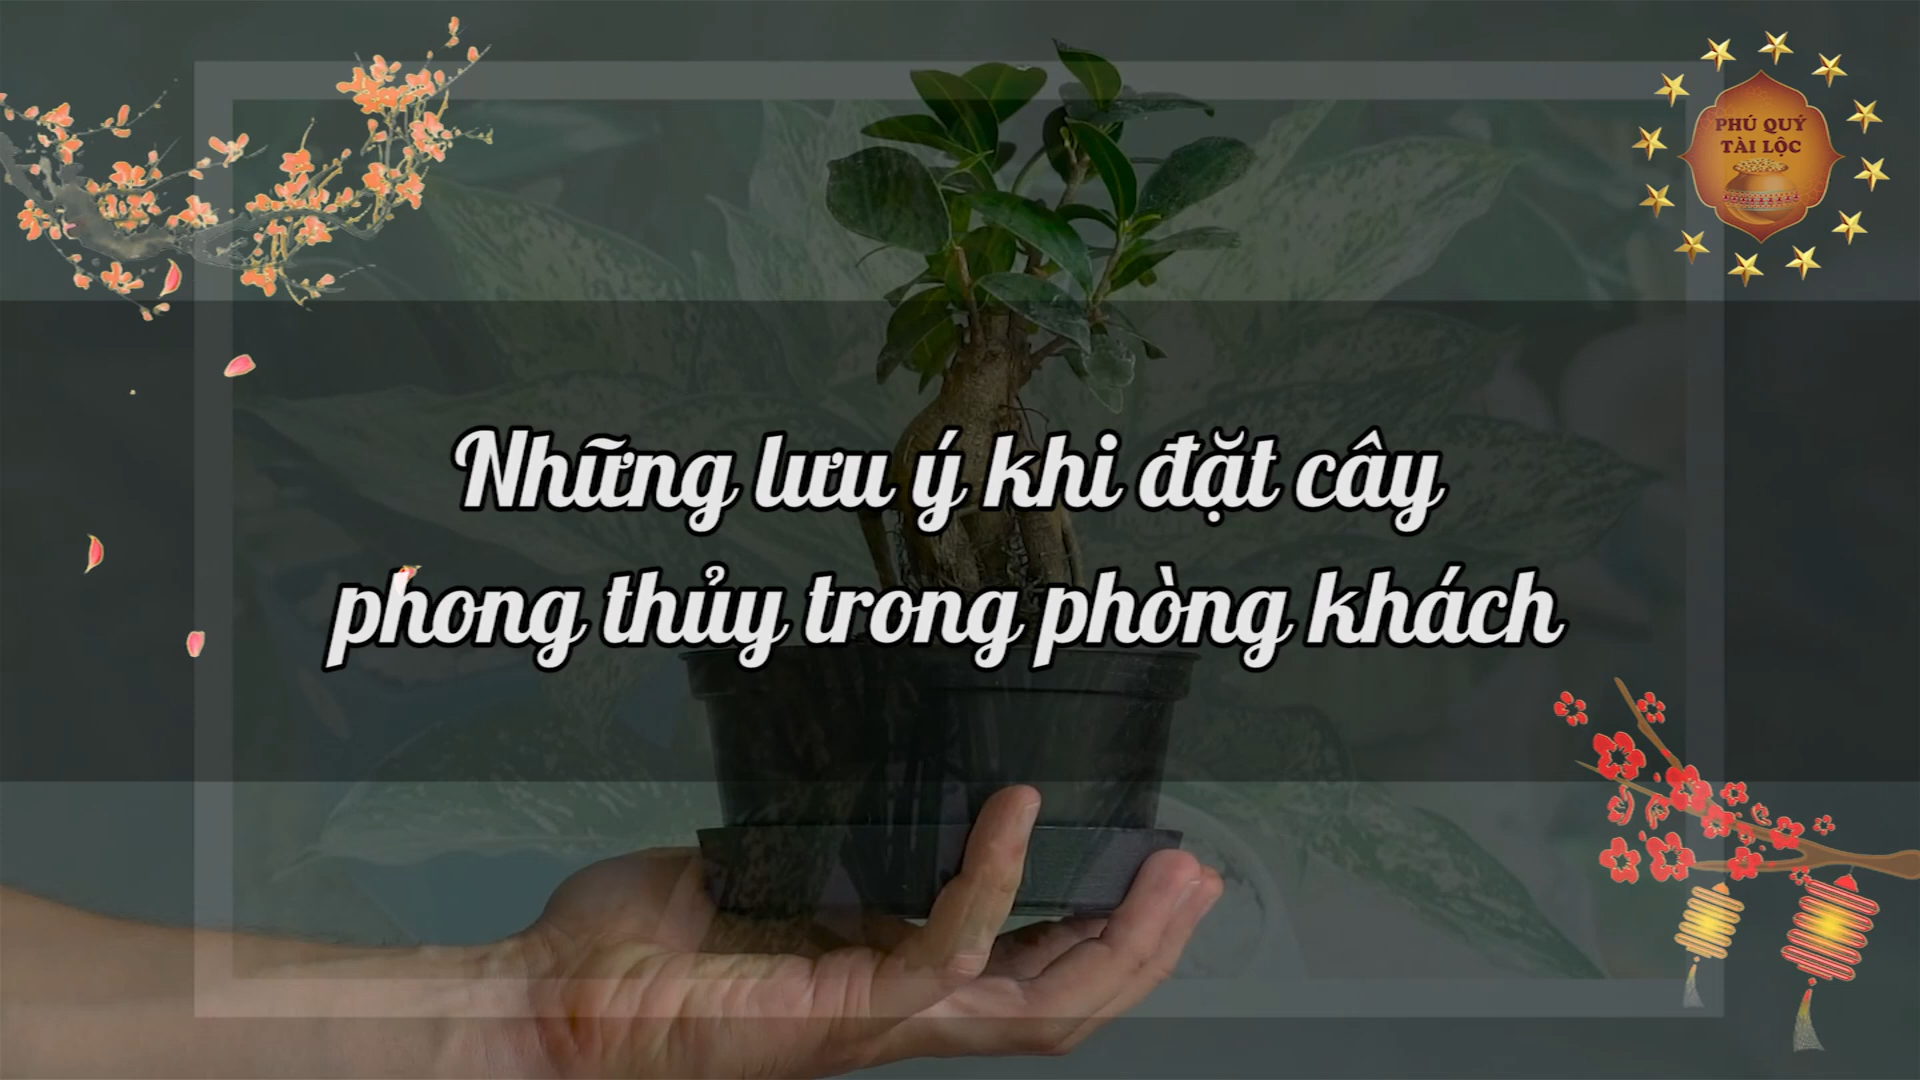 PHÚ QUÝ
TÀI LỘC
Những lưu ý khi đặt cây
phong thủy trong phòng khách